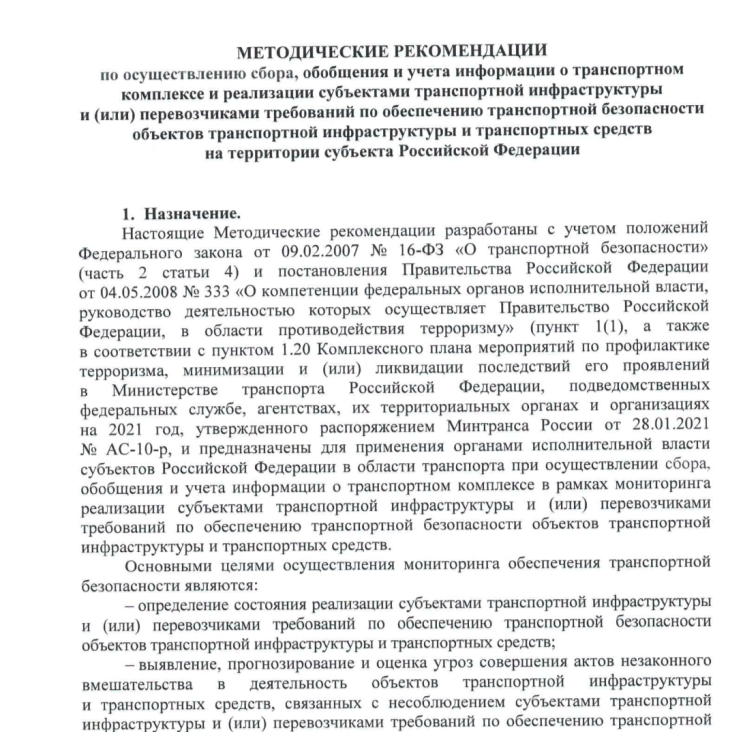 МЕТОДИЧЕСКИЕ РЕКОМЕНДАЦИИ
по осуществлению сбора, обобщения и учета информации о транспортном
комплексе и реализации субъектами транспортной инфраструктуры
и (или) перевозчиками требований по обеспечению транспортной безопасности
объектов транспортной инфраструктуры и транспортных средств
на территории субъекта Российской Федерации
1. Назначение.
Настоящие Методические рекомендации разработаны с учетом положений
Федерального закона от 09.02.2007 № 16-ФЗ «О транспортной безопасности»
(часть 2 статьи 4) и постановления Правительства Российской Федерации
от 04.05.2008 № 333 «О компетенции федеральных органов исполнительной власти,
руководство деятельностью которых осуществляет Правительство Российской
Федерации, в области противодействия терроризму» (пункт 1(1), а также
в соответствии с пунктом 1.20 Комплексного плана мероприятий по профилактике
терроризма, минимизации и (или) ликвидации последствий его проявлений
в Министерстве транспорта Российской Федерации, подведомственных
федеральных службе, агентствах, их территориальных органах и организациях
на 2021 год, утвержденного распоряжением Минтранса России от 28.01.2021
№ АС-10-р, и предназначены для применения органами исполнительной власти
субъектов Российской Федерации в области транспорта при осуществлении сбора,
обобщения и учета информации о транспортном комплексе в рамках мониторинга
реализации субъектами транспортной инфраструктуры и (или) перевозчиками
требований по обеспечению транспортной безопасности объектов транспортной
инфраструктуры и транспортных средств.
Основными целями осуществления мониторинга обеспечения транспортной
безопасности являются:
– определение состояния реализации субъектами транспортной инфраструктуры
и (или) перевозчиками требований по обеспечению транспортной безопасности
объектов транспортной инфраструктуры и транспортных средств;
– выявление, прогнозирование и оценка угроз совершения актов незаконного
вмешательства в деятельность объектов транспортной инфраструктуры
и транспортных средств, связанных с несоблюдением субъектами транспортной
инфраструктуры и (или) перевозчиками требований по обеспечению транспортной